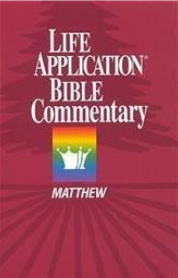 LIFE
APPLICATION®
BIBLE
COMMENTARY
MATTHEW